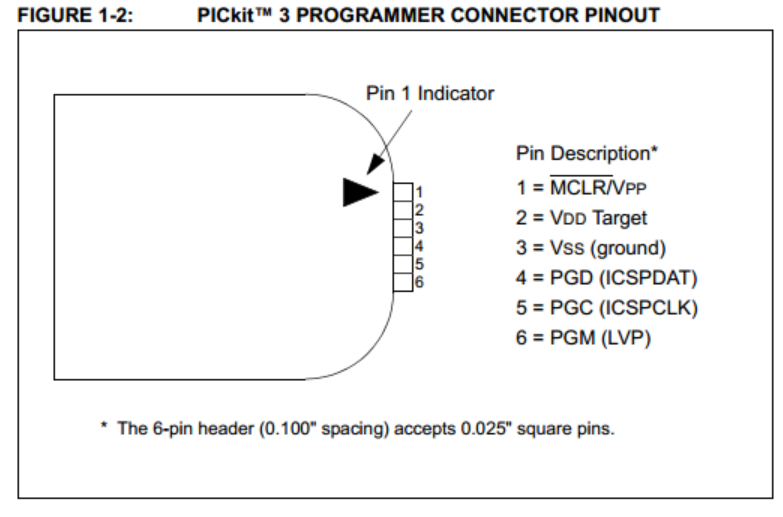 FIGURE 1-2: PICkit™ 3 PROGRAMMER CONNECTOR PINOUT
Pin 1 Indicator
Pin Description*
1 = MCLR/VPP
2 = VDD Target
3 = VSS (ground)
4 = PGD (ICSPDAT)
5 = PGC (ICSPCLK)
6 = PGM (LVP)
1
2
3
4
5
6
* The 6-pin header (0.100" spacing) accepts 0.025" square pins.